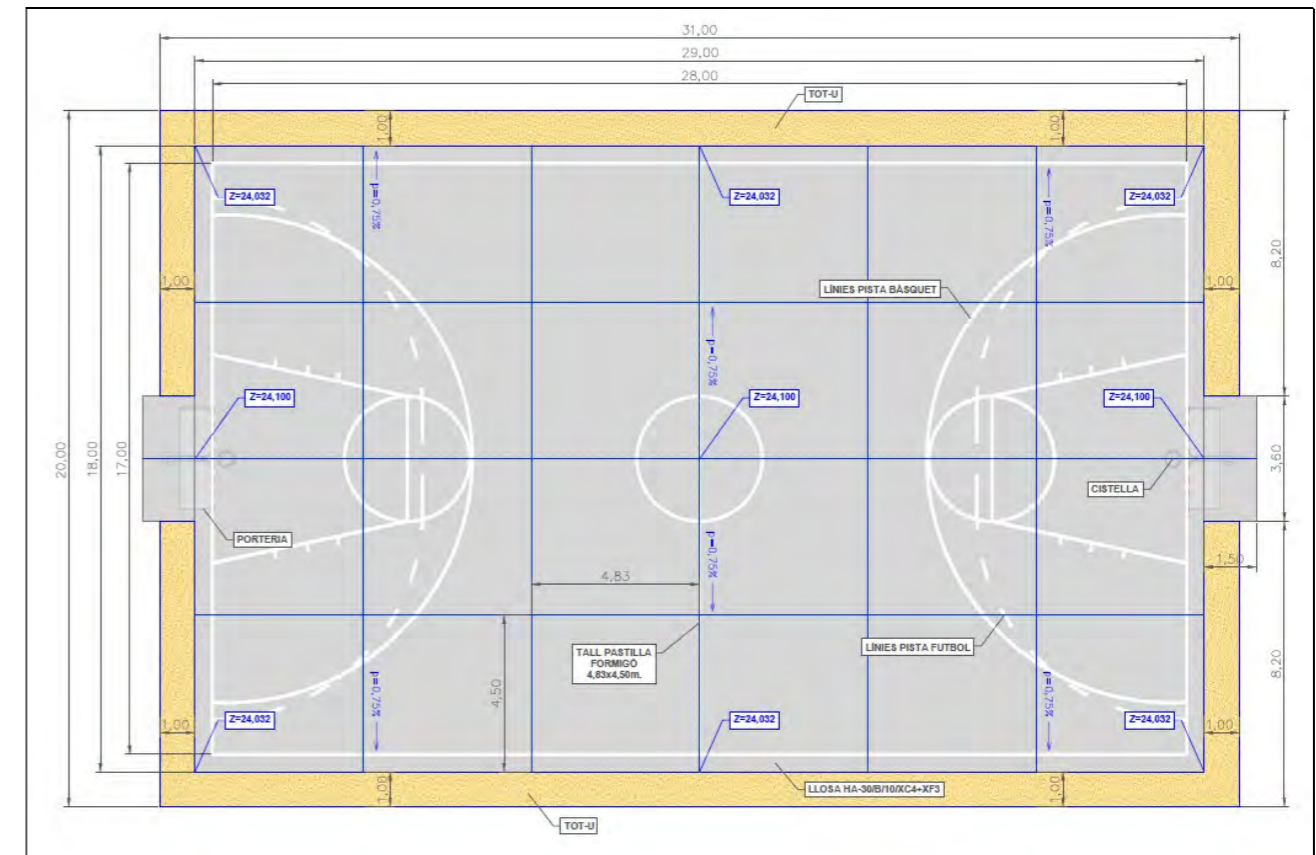 31,00
29,00
28,00
TOT-U
1,00
1,00
p=0,75%
p=0,75%
Z=24,032
Z=24,032
Z=24,032
8,20
1,00
1,00
LÍNIES PISTA BÀSQUET
p=0,75%
Z=24,100
Z=24,100
Z=24,100
20,00
18,00
17,00
3,60
CISTELLA
PORTERIA
p=0,75%
1,50
4,83
TALL PASTILLA
FORMIGÓ
4,83x4,50m.
LÍNIES PISTA FUTBOL
4,50
8,20
p=0,75%
p=0,75%
1,00
Z=24,032
Z=24,032
Z=24,032
1,00
1,00
LLOSA HA-30/B/10/XC4+XF3
1,00
TOT-U